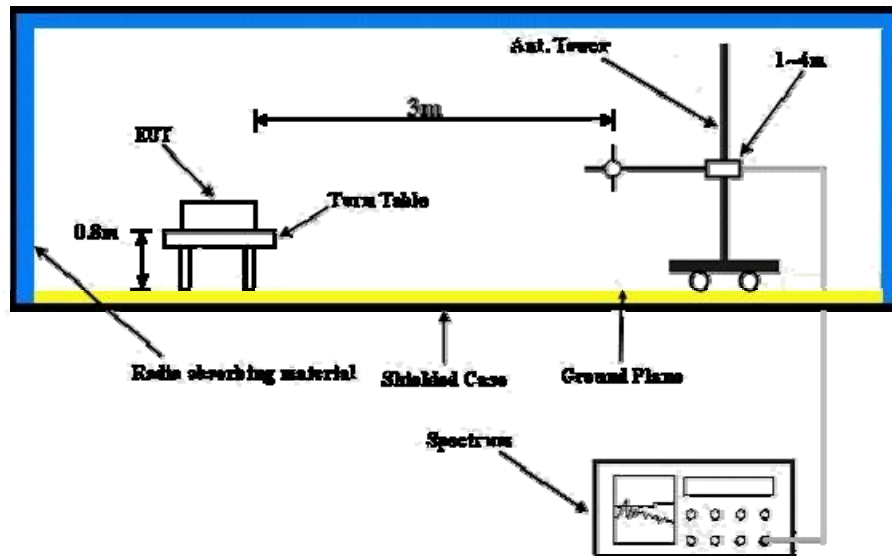 Ant. Tower
1~4m
3m
EUT
Turn Table
0.8m
Radio absorbing material
Shielded Case
Ground Plane
Spectrum